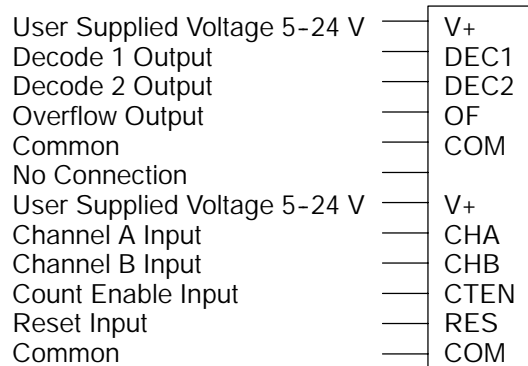 User Supplied Voltage 5-24 V V+
Decode 1 Output DEC1
Decode 2 Output DEC2
Overflow Output OF
Common COM
No Connection
User Supplied Voltage 5-24 V V+
Channel A Input CHA
Channel B Input CHB
Count Enable Input CTEN
Reset Input RES
Common COM